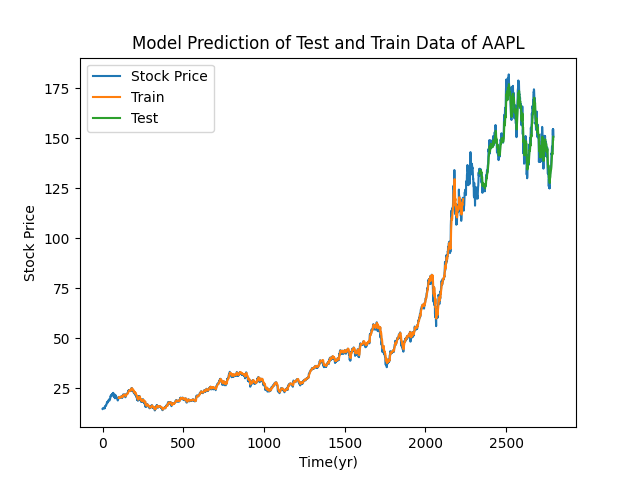 Model Prediction of Test and Train Data of AAPL
Stock Price
Train
Test
175
150
125
100
75
50
25
Stock Price
0 500 1000 1500 2000 2500
Time(yr)